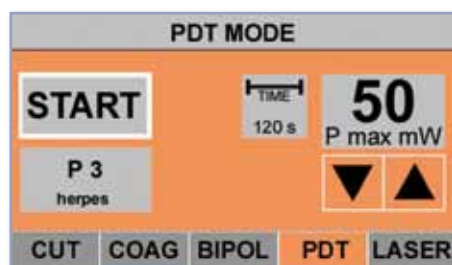 PDT MODE
START
TIME
120 s
50
P max mW
P 3
herpes
CUT COAG BIPOL PDT LASER